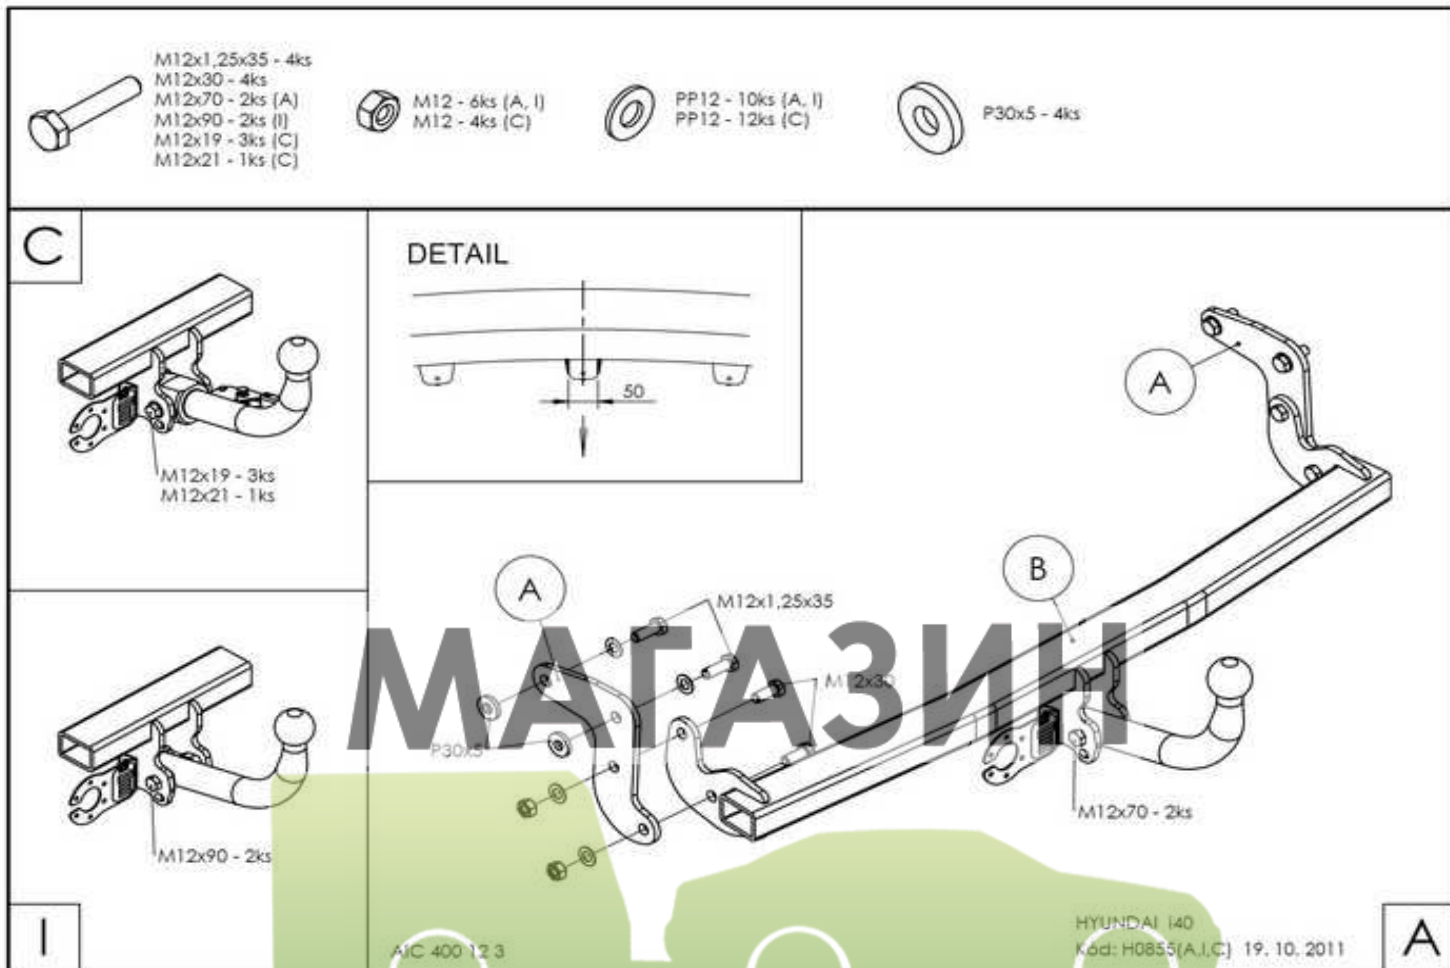 M12x1,25x35 - 4ks
M12x30 - 4ks
M12x70 - 2ks (A)
M12x90 - 2ks (I)
M12x19 - 3ks (C)
M12x21 - 1ks (C)
M12 - 6ks (A, I)
M12 - 4ks (C)
PP12 - 10ks (A, I)
PP12 - 12ks (C)
P30x5 - 4ks
C
DETAIL
50
M12x19 - 3ks
M12x21 - 1ks
A
B
A
M12x1,25x35
M12x30
P30x5
МАГАЗИН
M12x70 - 2ks
M12x90 - 2ks
I
AIC 400 12 3
HYUNDAI i40
Kód: H0855(A,I,C) 19. 10. 2011
A